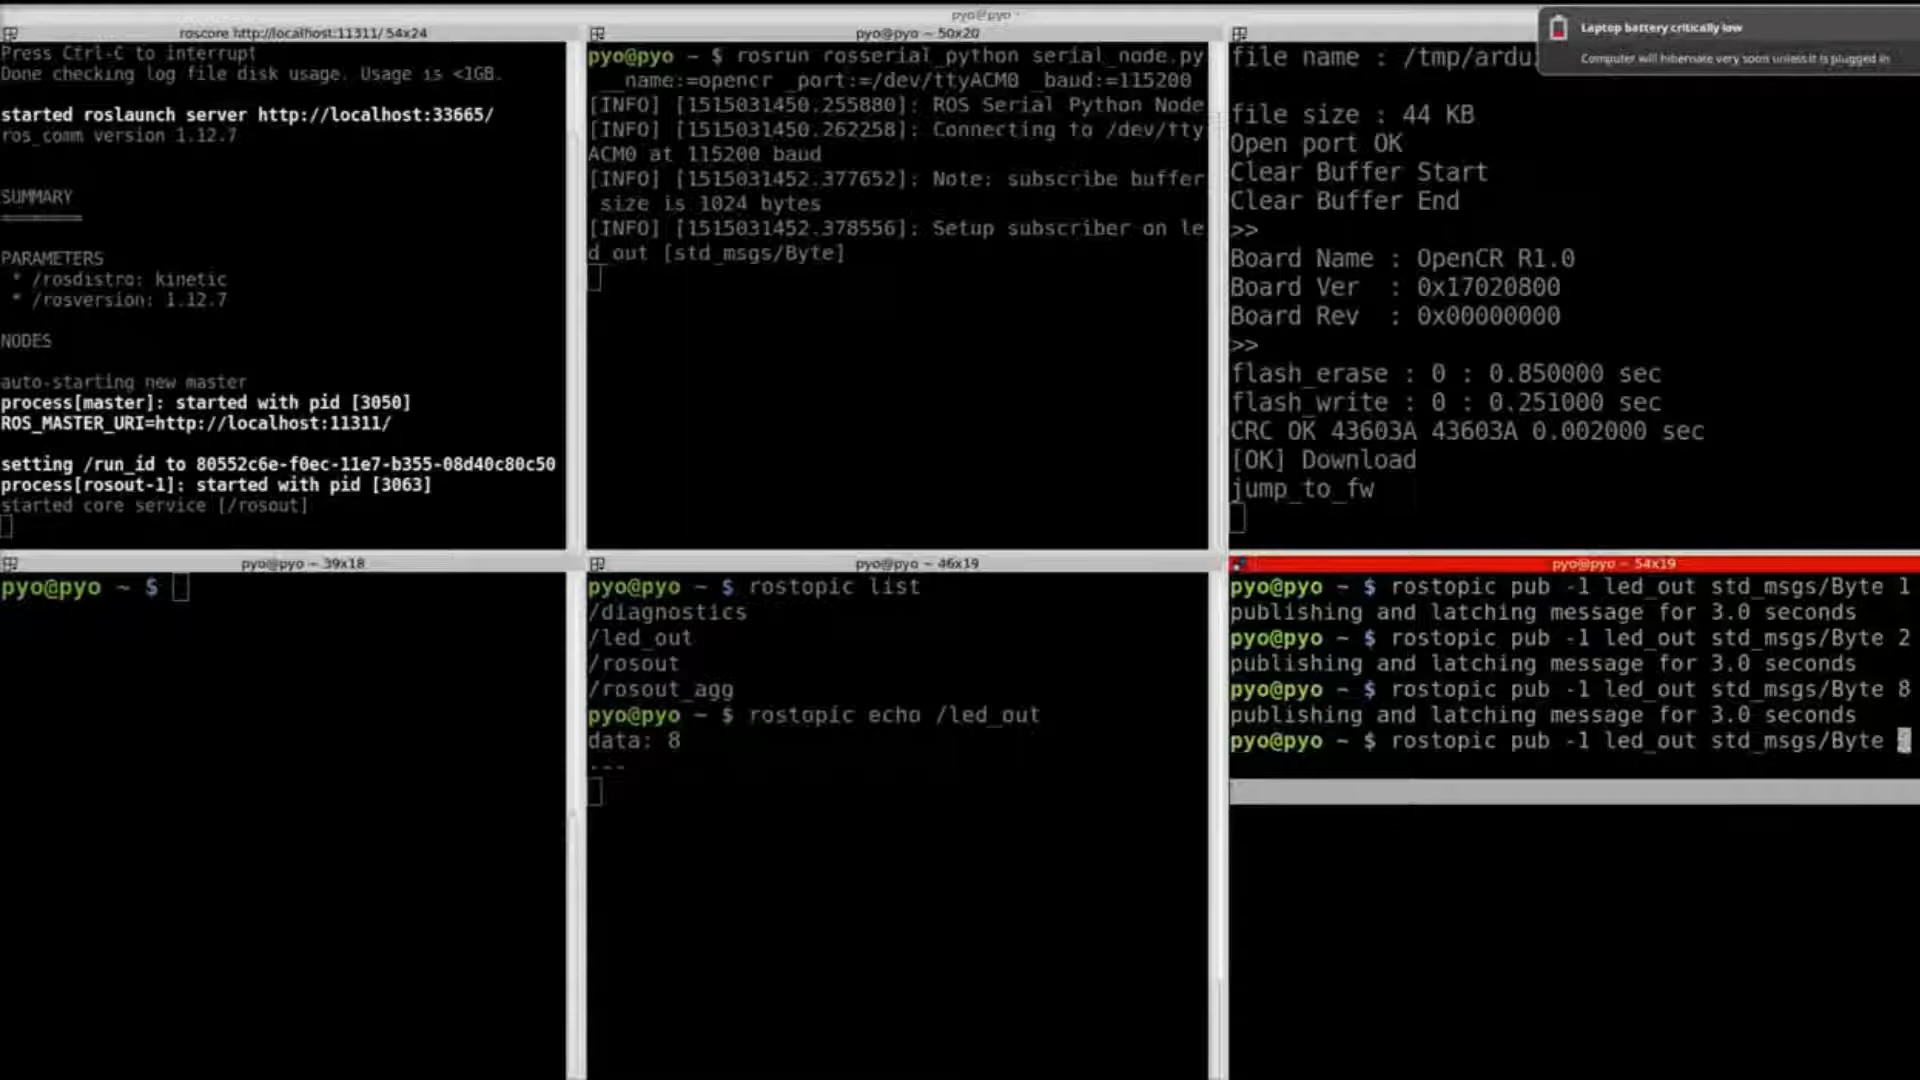 pyo@pyo ~
roscore http://localhost:11311/ 54x24
Press Ctrl-C to interrupt
Done checking log file disk usage. Usage is <1GB.
started roslaunch server http://localhost:33665/
ros_comm version 1.12.7
SUMMARY
========
PARAMETERS
* /rosdistro: kinetic
* /rosversion: 1.12.7
NODES
auto-starting new master
process[master]: started with pid [3050]
ROS_MASTER_URI=http://localhost:11311/
setting /run_id to 80552c6e-f0ec-11e7-b355-08d40c80c50
process[rosout-1]: started with pid [3063]
started core service [/rosout]
pyo@pyo ~ 50x20
pyo@pyo ~ $ rosrun rosserial_python serial_node.py
__name:=opencr _port:=/dev/ttyACM0 _baud:=115200
[INFO] [1515031450.255880]: ROS Serial Python Node
[INFO] [1515031450.262258]: Connecting to /dev/tty
ACM0 at 115200 baud
[INFO] [1515031452.377652]: Note: subscribe buffer
size is 1024 bytes
[INFO] [1515031452.378556]: Setup subscriber on le
d_out [std_msgs/Byte]
Laptop battery critically low
Computer will hibernate very soon unless it is plugged in
file name : /tmp/ardu
file size : 44 KB
Open port OK
Clear Buffer Start
Clear Buffer End
>>
Board Name : OpenCR R1.0
Board Ver  : 0x17020800
Board Rev  : 0x00000000
>>
flash_erase : 0 : 0.850000 sec
flash_write : 0 : 0.251000 sec
CRC OK 43603A 43603A 0.002000 sec
[OK] Download
jump_to_fw
pyo@pyo ~ 39x18
pyo@pyo ~ $
pyo@pyo ~ 46x19
pyo@pyo ~ $ rostopic list
/diagnostics
/led_out
/rosout
/rosout_agg
pyo@pyo ~ $ rostopic echo /led_out
data: 8
---
pyo@pyo ~ 54x19
pyo@pyo ~ $ rostopic pub -1 led_out std_msgs/Byte 1
publishing and latching message for 3.0 seconds
pyo@pyo ~ $ rostopic pub -1 led_out std_msgs/Byte 2
publishing and latching message for 3.0 seconds
pyo@pyo ~ $ rostopic pub -1 led_out std_msgs/Byte 8
publishing and latching message for 3.0 seconds
pyo@pyo ~ $ rostopic pub -1 led_out std_msgs/Byte